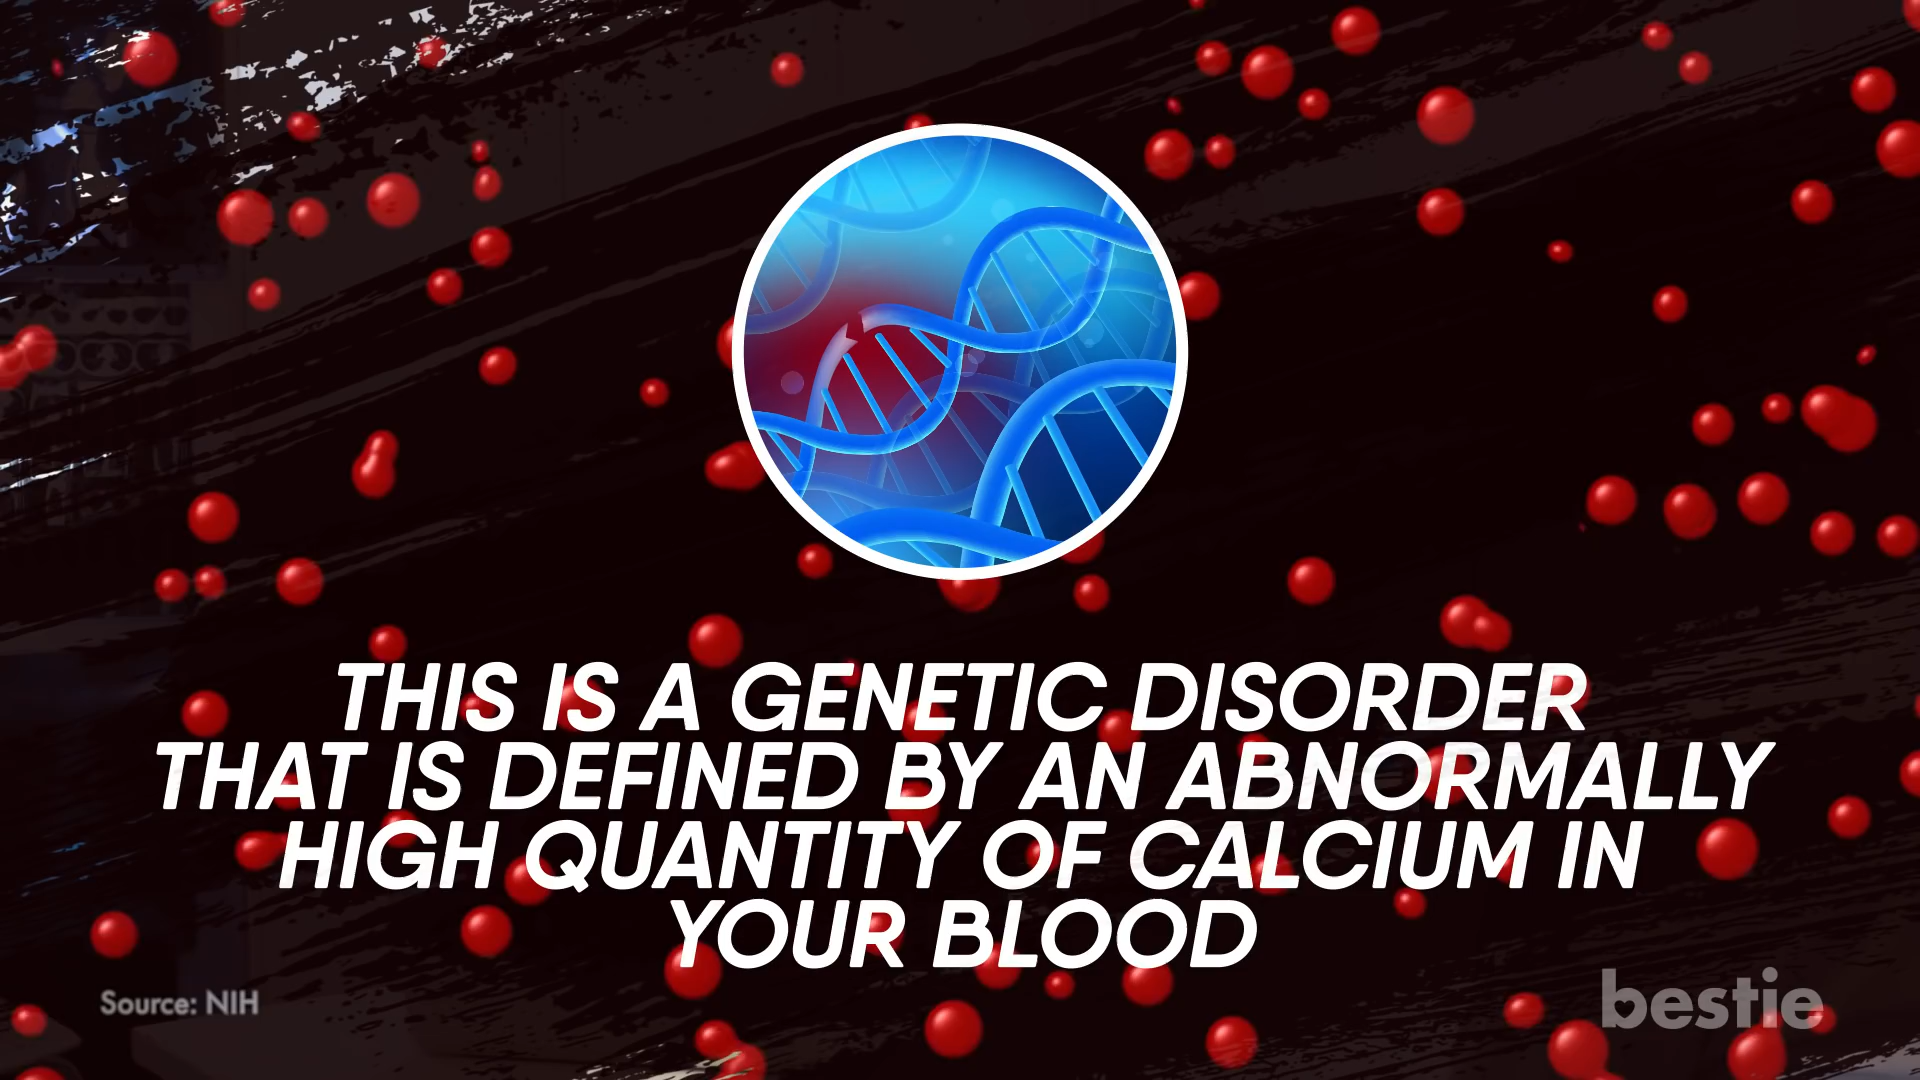 THIS IS A GENETIC DISORDER
THAT IS DEFINED BY AN ABNORMALLY
HIGH QUANTITY OF CALCIUM IN
YOUR BLOOD
Source: NIH
bestie